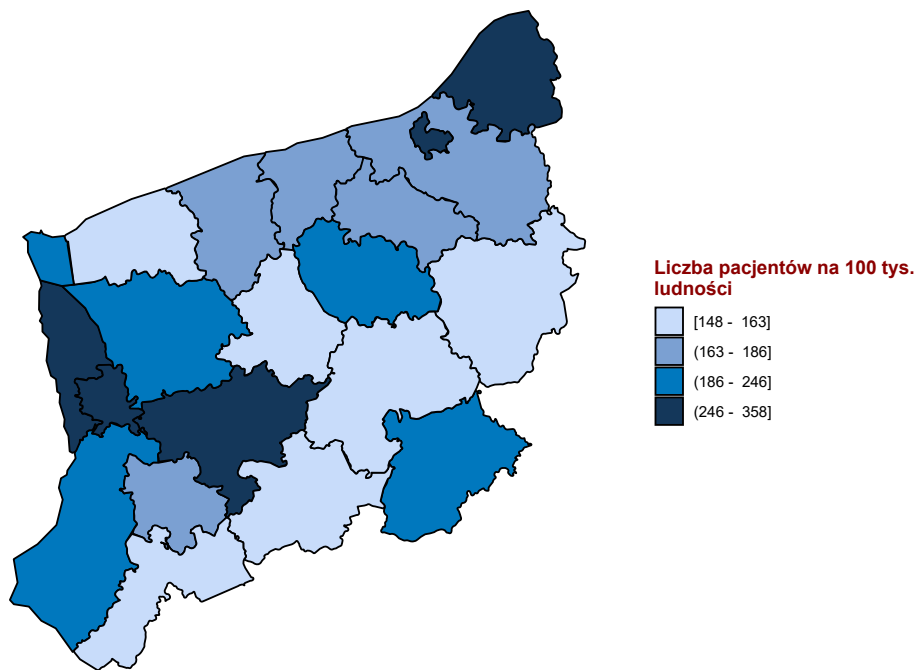 Liczba pacjentów na 100 tys.
ludności
[148 - 163]
(163 - 186]
(186 - 246]
(246 - 358]